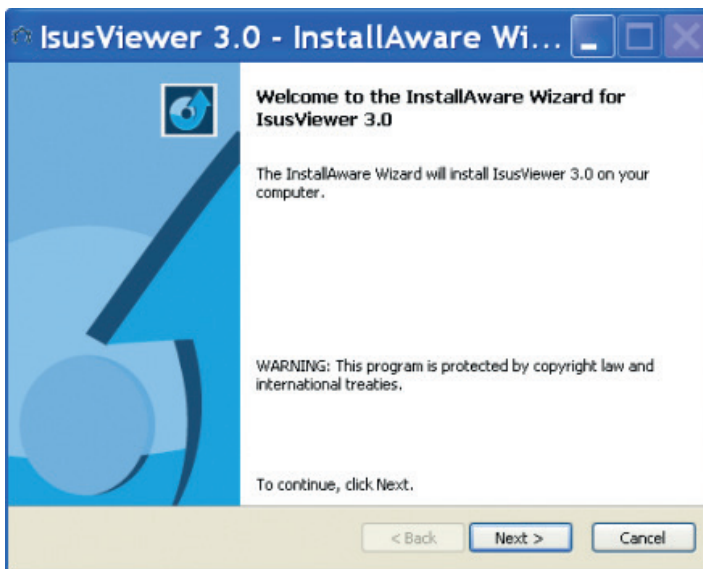 IsusViewer 3.0 - InstallAware Wi...
Welcome to the InstallAware Wizard for
IsusViewer 3.0
The InstallAware Wizard will install IsusViewer 3.0 on your
computer.
WARNING: This program is protected by copyright law and
international treaties.
To continue, click Next.
< Back
Next >
Cancel